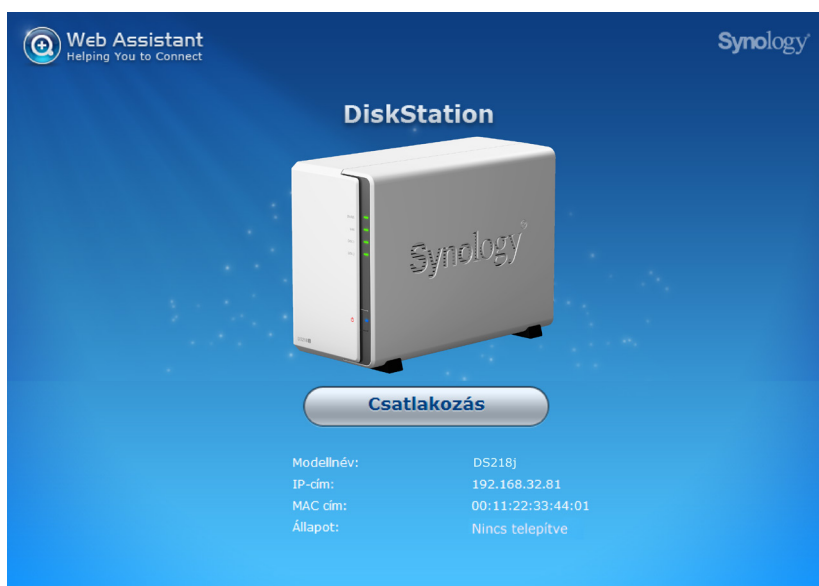 Web Assistant
Helping You to Connect
Synology
DiskStation
Synology
Csatlakozás
Modellnév: DS218j
IP-cím: 192.168.32.81
MAC cím: 00:11:22:33:44:01
Állapot: Nincs telepítve